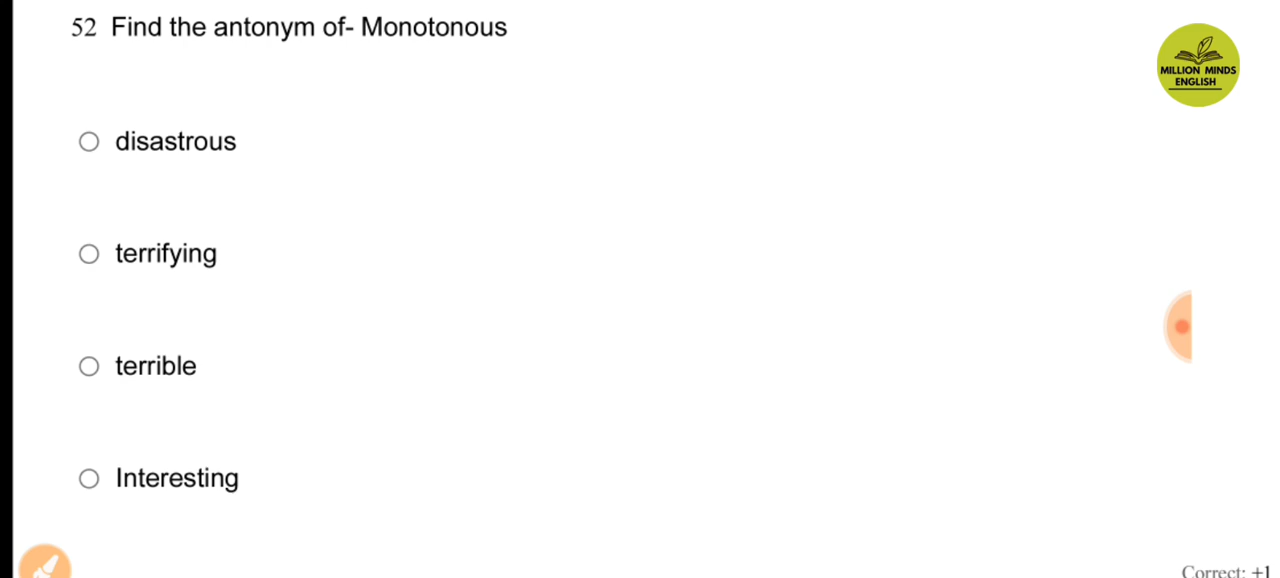 52 Find the antonym of- Monotonous
MILLION MINDS
ENGLISH
disastrous
terrifying
terrible
Interesting
Correct: +1